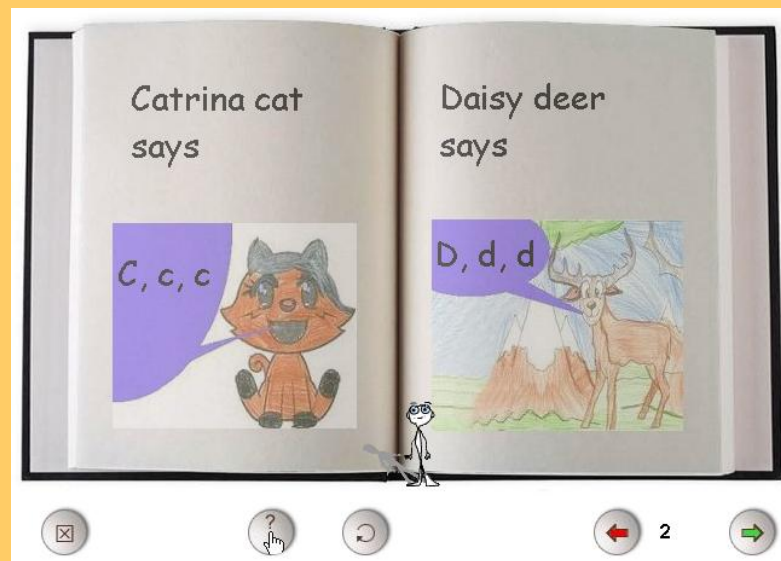 Catrina cat
says
C, c, c
Daisy deer
says
D, d, d
?
2